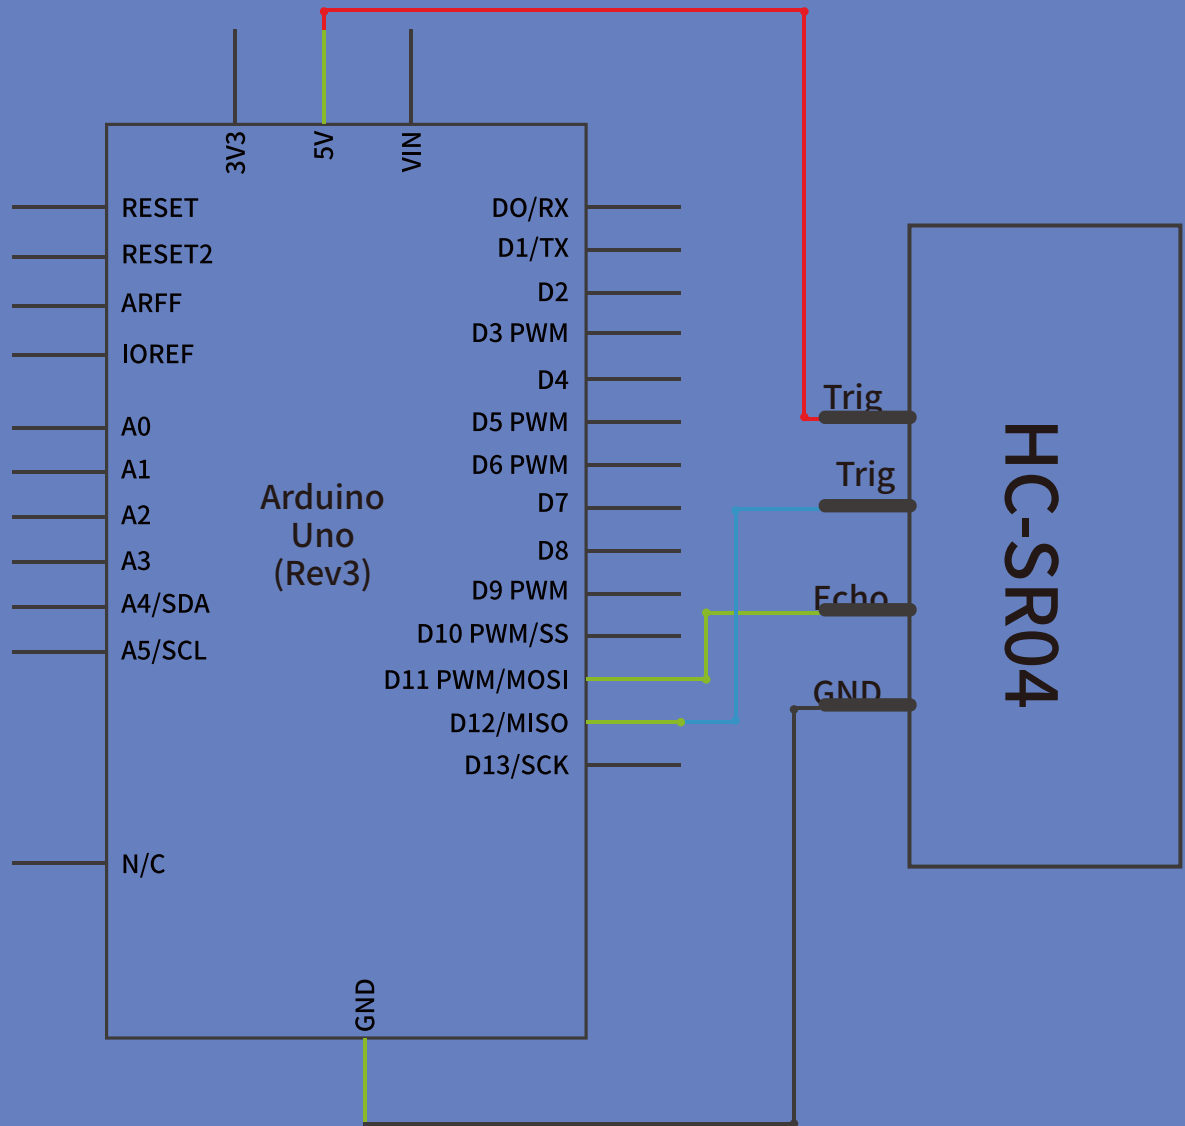 3V3
5V
VIN
RESET
RESET2
ARFF
IOREF
A0
A1
A2
A3
A4/SDA
A5/SCL
N/C
Arduino
Uno
(Rev3)
DO/RX
D1/TX
D2
D3 PWM
D4
D5 PWM
D6 PWM
D7
D8
D9 PWM
D10 PWM/SS
D11 PWM/MOSI
D12/MISO
D13/SCK
GND
Trig
Trig
Echo
GND
HC-SR04